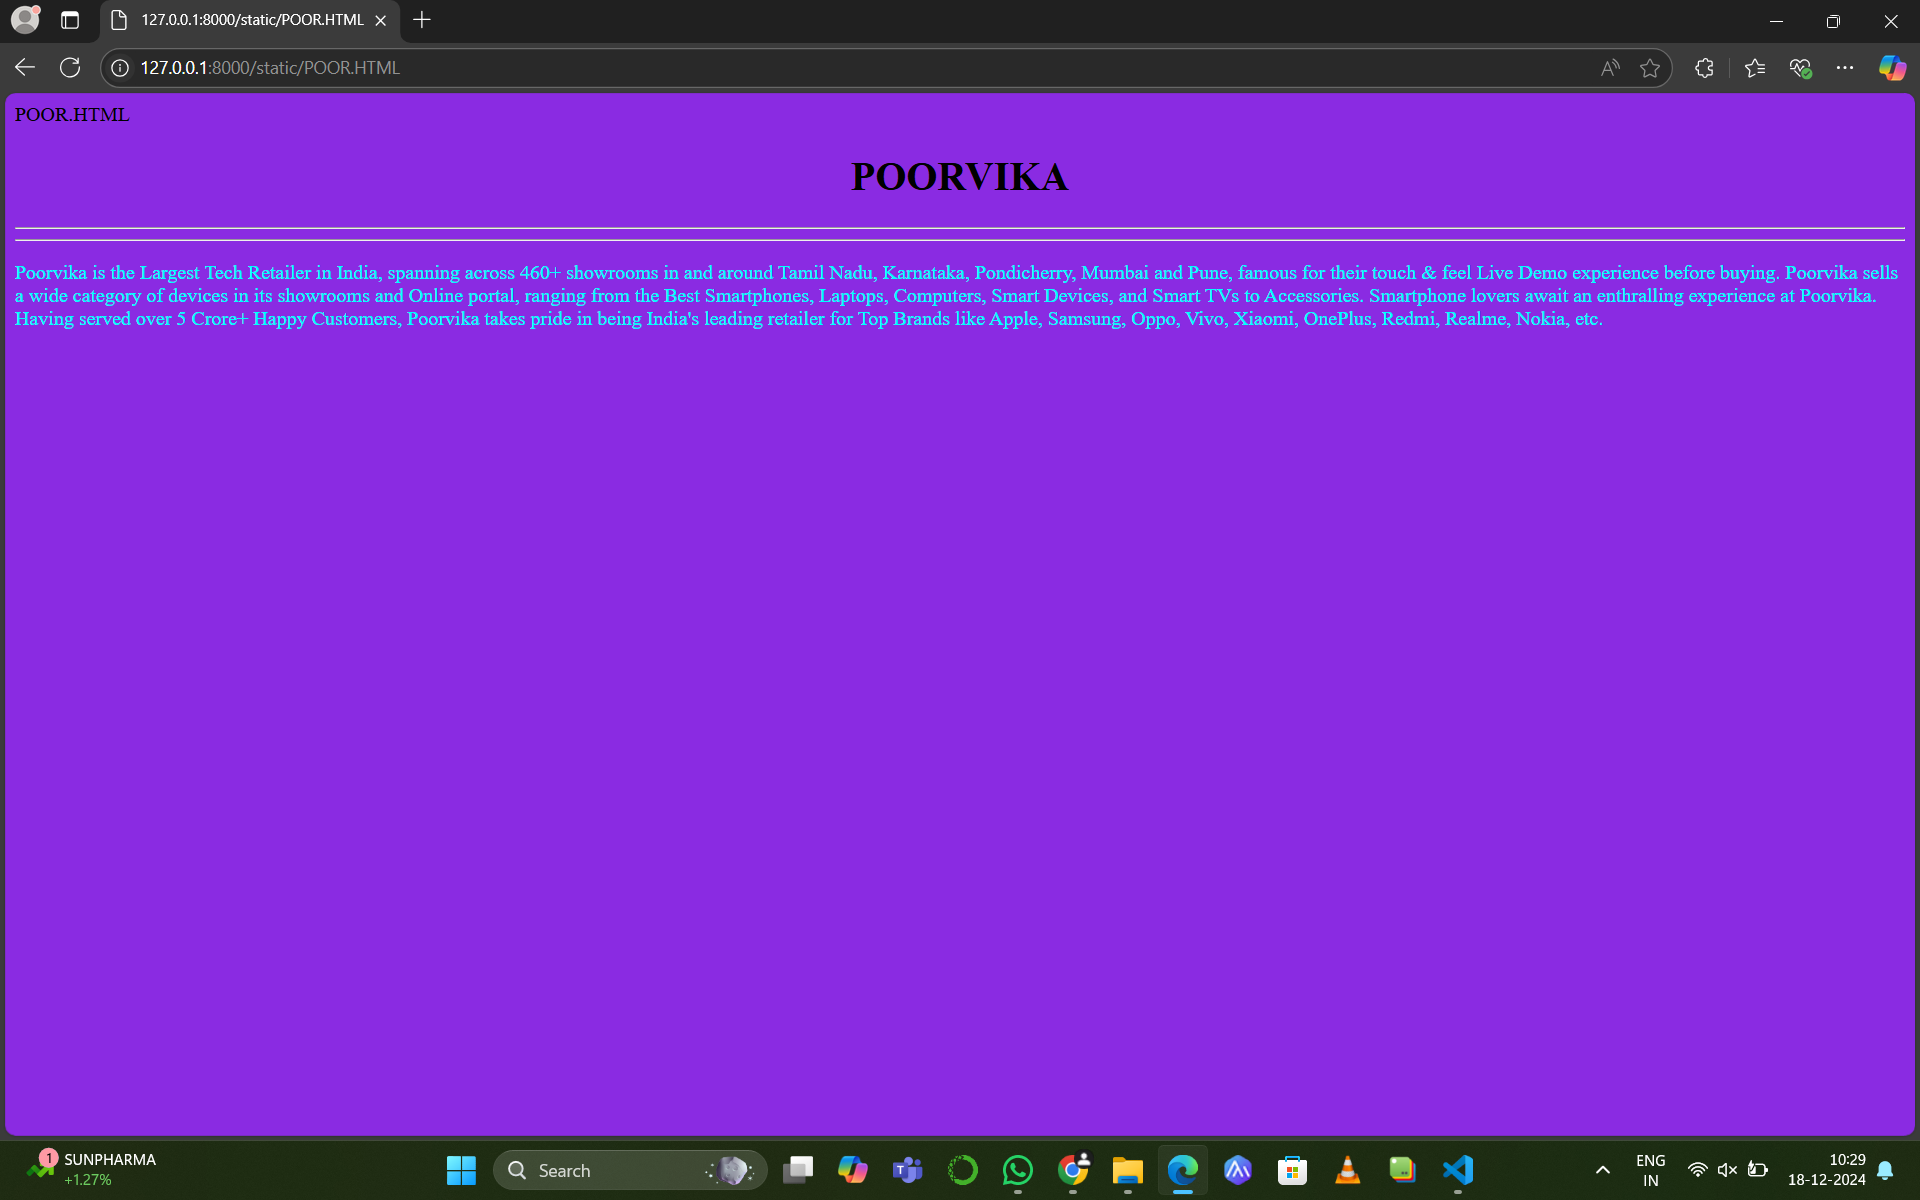 127.0.0.1:8000/static/POOR.HTML
127.0.0.1:8000/static/POOR.HTML
POOR.HTML
POORVIKA
Poorvika is the Largest Tech Retailer in India, spanning across 460+ showrooms in and around Tamil Nadu, Karnataka, Pondicherry, Mumbai and Pune, famous for their touch & feel Live Demo experience before buying. Poorvika sells
a wide category of devices in its showrooms and Online portal, ranging from the Best Smartphones, Laptops, Computers, Smart Devices, and Smart TVs to Accessories. Smartphone lovers await an enthralling experience at Poorvika.
Having served over 5 Crore+ Happy Customers, Poorvika takes pride in being India's leading retailer for Top Brands like Apple, Samsung, Oppo, Vivo, Xiaomi, OnePlus, Redmi, Realme, Nokia, etc.
1
SUNPHARMA
+1.27%
Search
ENG
IN
10:29
18-12-2024